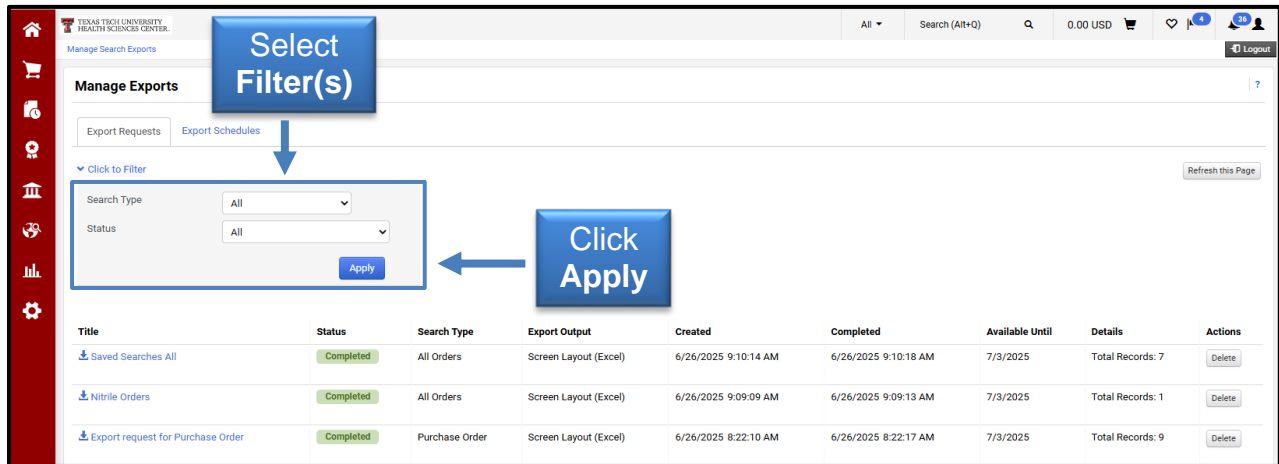 TEXAS TECH UNIVERSITY
HEALTH SCIENCES CENTER.
All
Search (Alt+Q)
0.00 USD
4
36
Manage Search Exports
Logout
Select
Filter(s)
Manage Exports
?
Export Requests
Export Schedules
Click to Filter
Refresh this Page
Search Type
All
Status
All
Apply
Click
Apply
Title Status Search Type Export Output Created Completed Available Until Details Actions
Saved Searches All Completed All Orders Screen Layout (Excel) 6/26/2025 9:10:14 AM 6/26/2025 9:10:18 AM 7/3/2025 Total Records: 7 Delete
Nitrile Orders Completed All Orders Screen Layout (Excel) 6/26/2025 9:09:09 AM 6/26/2025 9:09:13 AM 7/3/2025 Total Records: 1 Delete
Export request for Purchase Order Completed Purchase Order Screen Layout (Excel) 6/26/2025 8:22:10 AM 6/26/2025 8:22:17 AM 7/3/2025 Total Records: 9 Delete